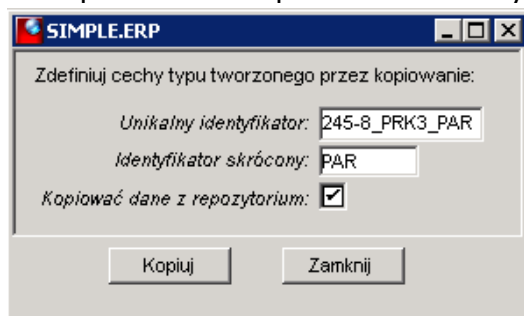 SIMPLE.ERP
Zdefiniuj cechy typu tworzonego przez kopiowanie:
Unikalny identyfikator: 245-8_PRK3_PAR
Identyfikator skrócony: PAR
Kopiować dane z repozytorium:
Kopiuj Zamknij